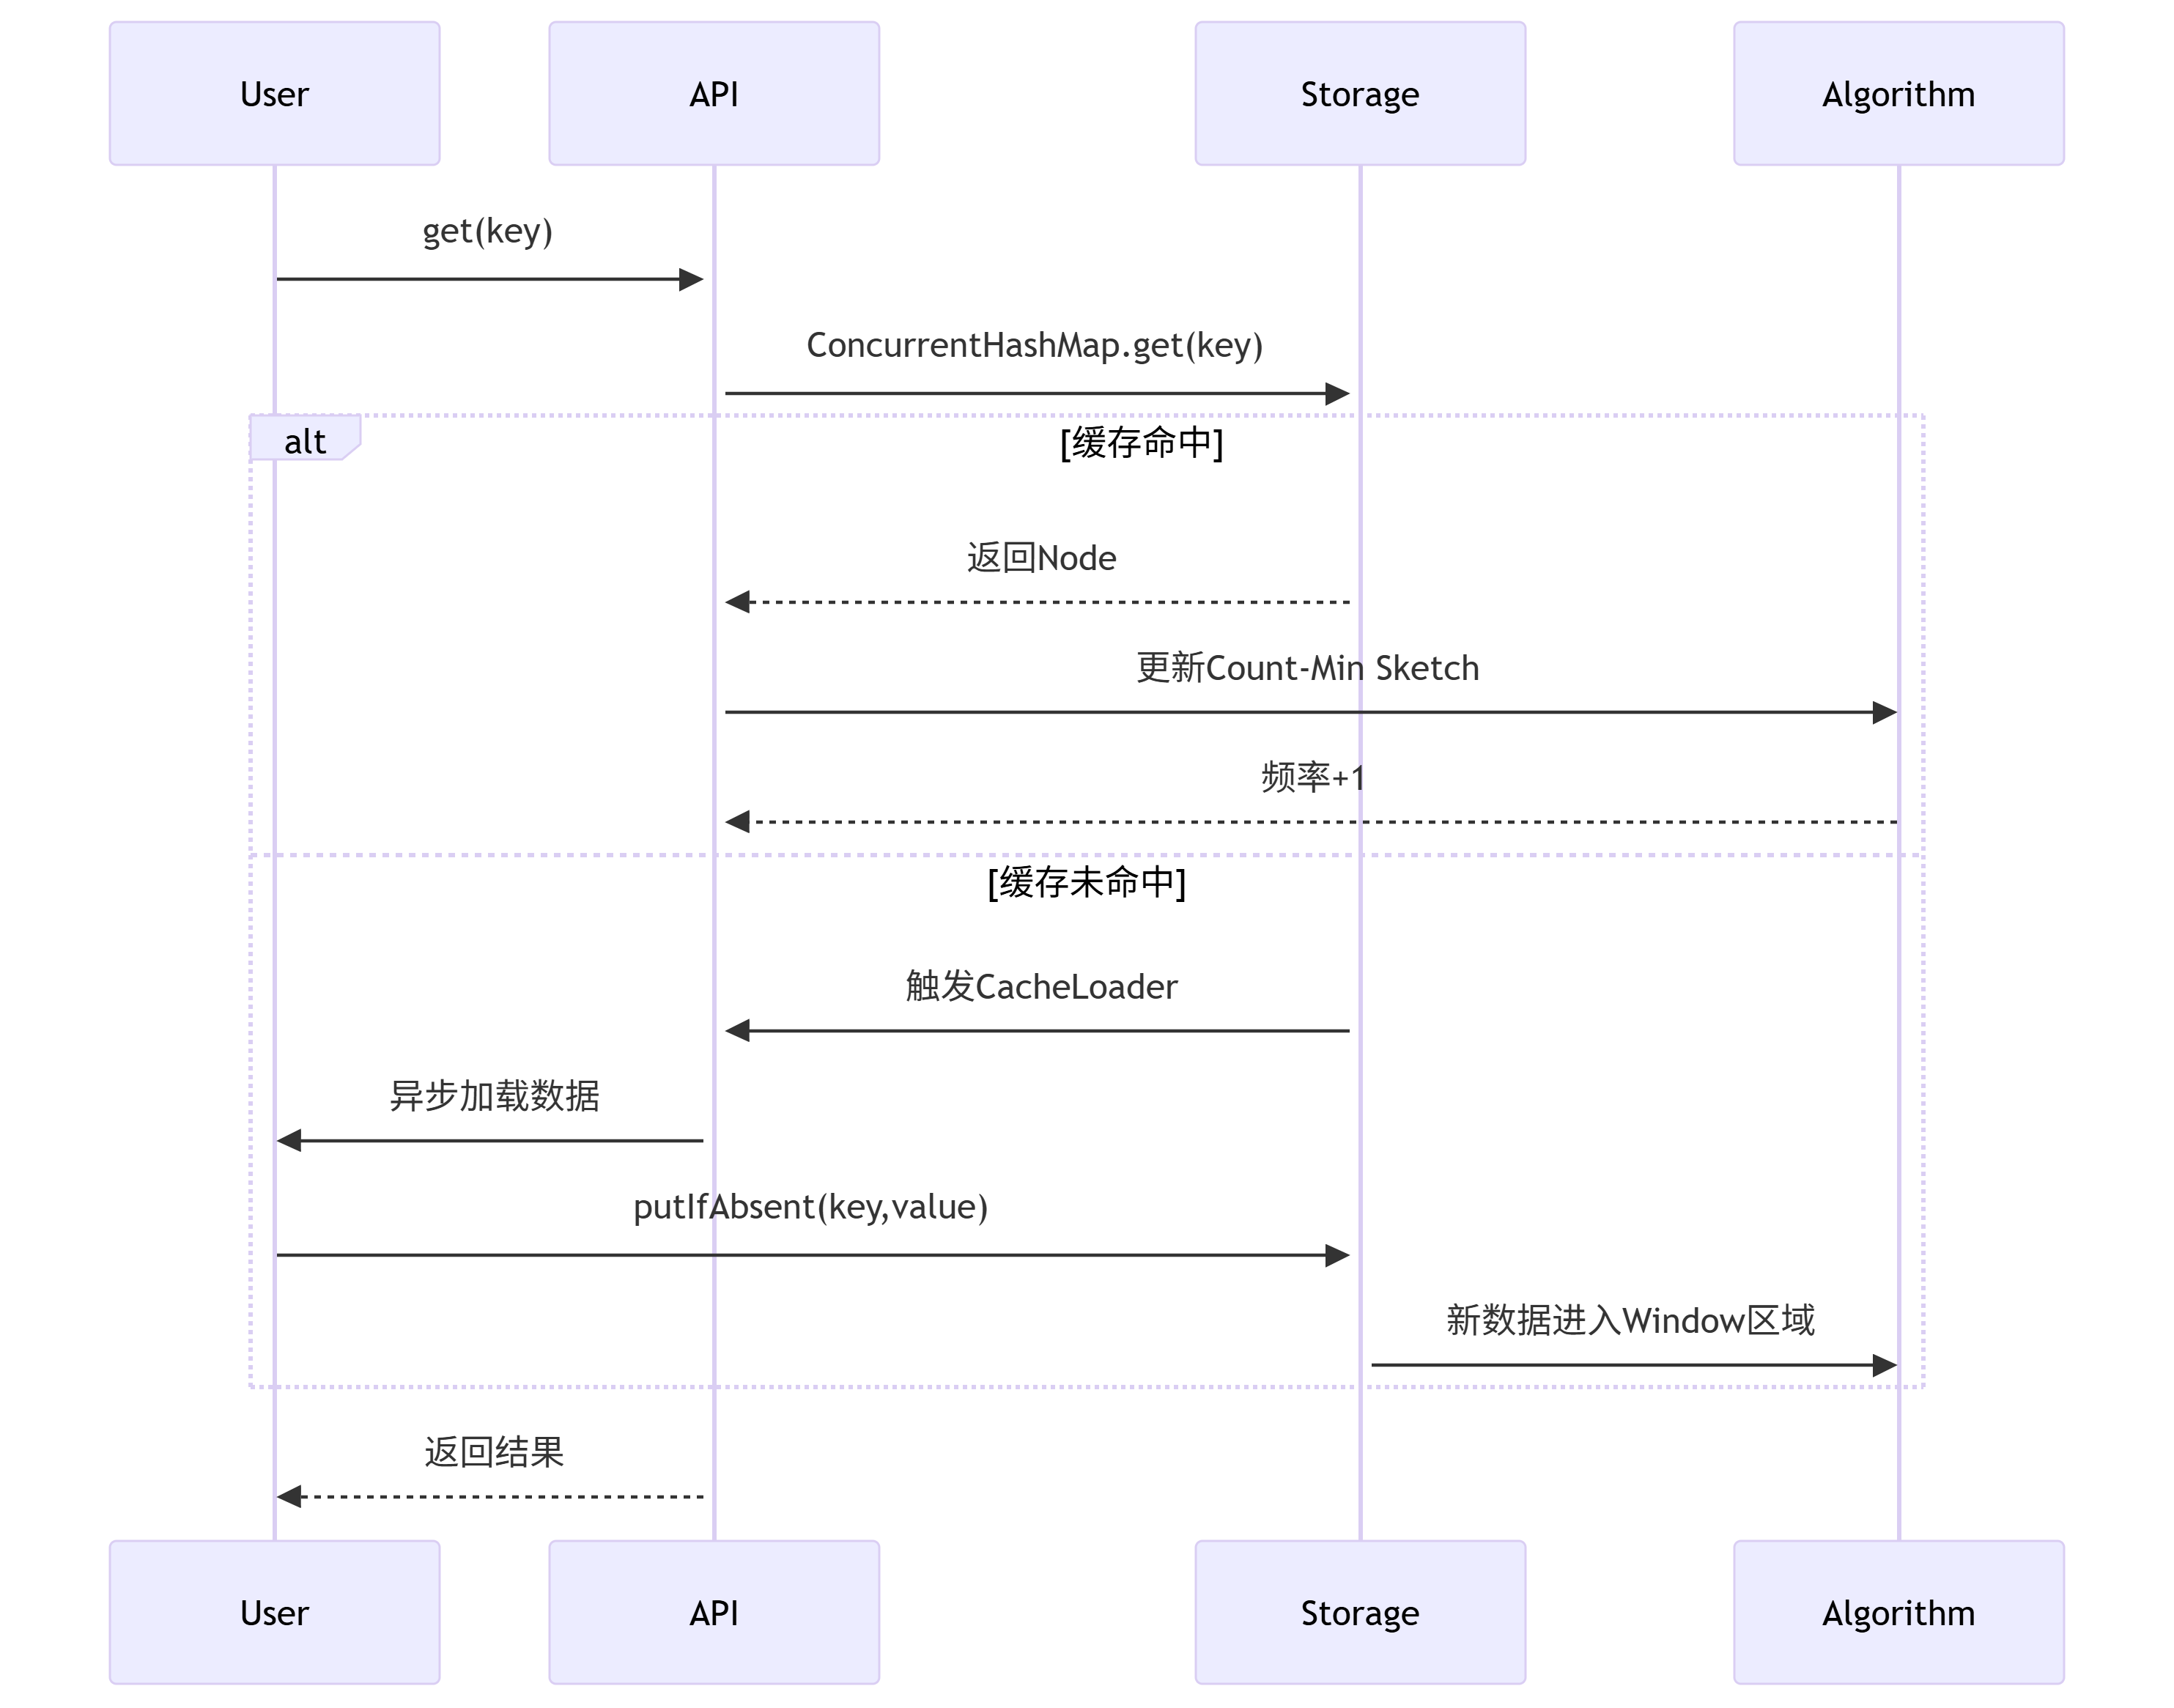 User
API
Storage
Algorithm
get(key)
ConcurrentHashMap.get(key)
alt
[缓存命中]
返回Node
更新Count-Min Sketch
频率+1
[缓存未命中]
触发CacheLoader
异步加载数据
putIfAbsent(key,value)
新数据进入Window区域
返回结果
User
API
Storage
Algorithm